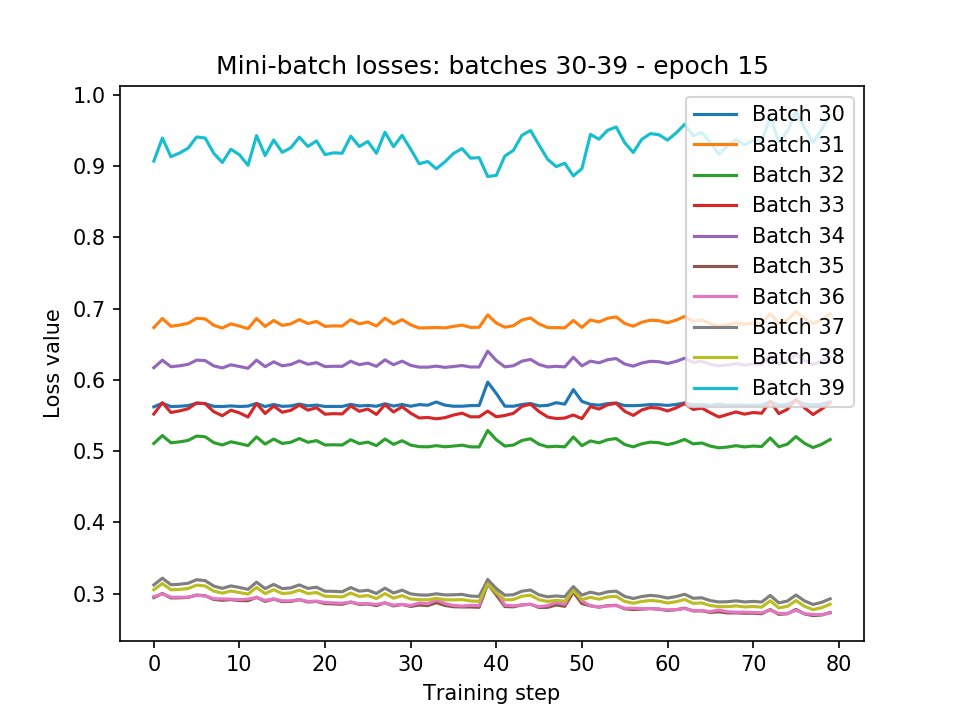 Mini-batch losses: batches 30-39 - epoch 15
1.0
0.9
0.8
0.7
0.6
0.5
0.4
0.3
Loss value
Batch 30
Batch 31
Batch 32
Batch 33
Batch 34
Batch 35
Batch 36
Batch 37
Batch 38
Batch 39
0 10 20 30 40 50 60 70 80
Training step